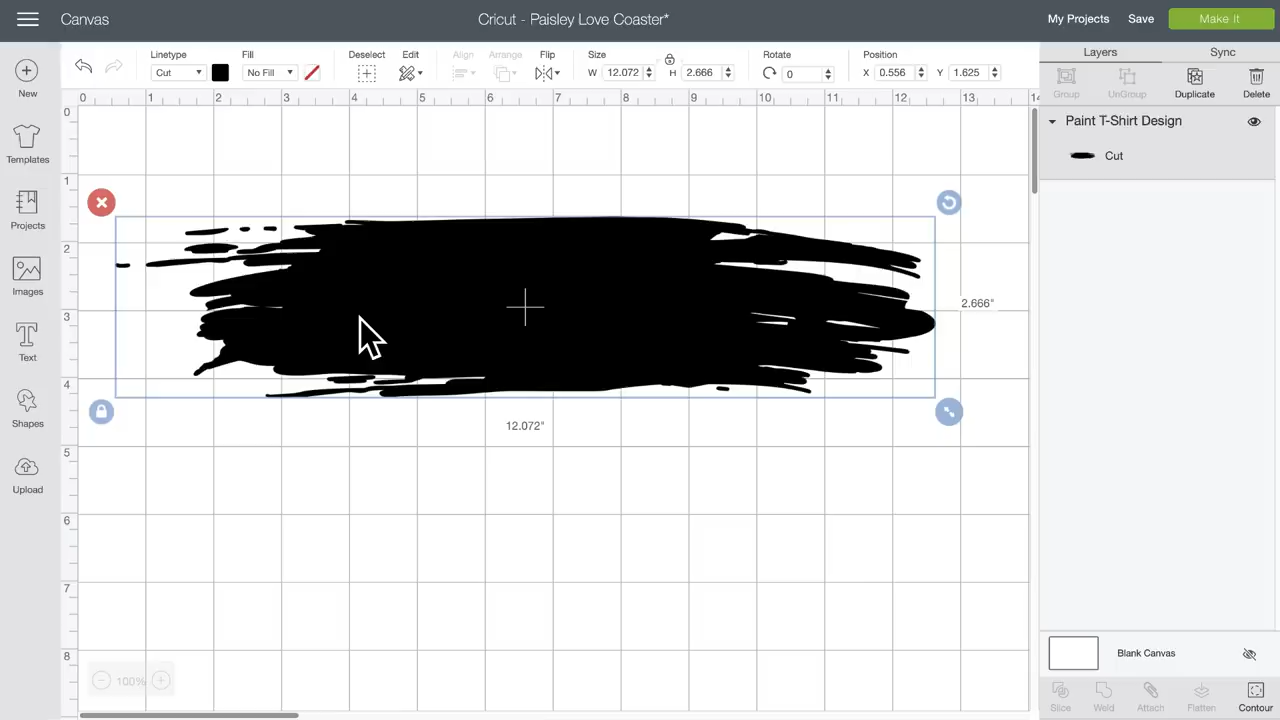 Canvas
Cricut - Paisley Love Coaster*
My Projects
Save
Make It
Linetype
Fill
Deselect
Edit
Align
Arrange
Flip
Size
Rotate
Position
Cut
No Fill
W 12.072
H 2.666
0
X 0.556
Y 1.625
Layers
Sync
Group
UnGroup
Duplicate
Delete
New
Templates
Projects
Images
Text
Shapes
Upload
0 1 2 3 4 5 6 7 8 9 10 11 12 13 14
0
1
2
3
4
5
6
7
8
2.666"
12.072"
100%
Paint T-Shirt Design
Cut
Blank Canvas
Slice
Weld
Attach
Flatten
Contour